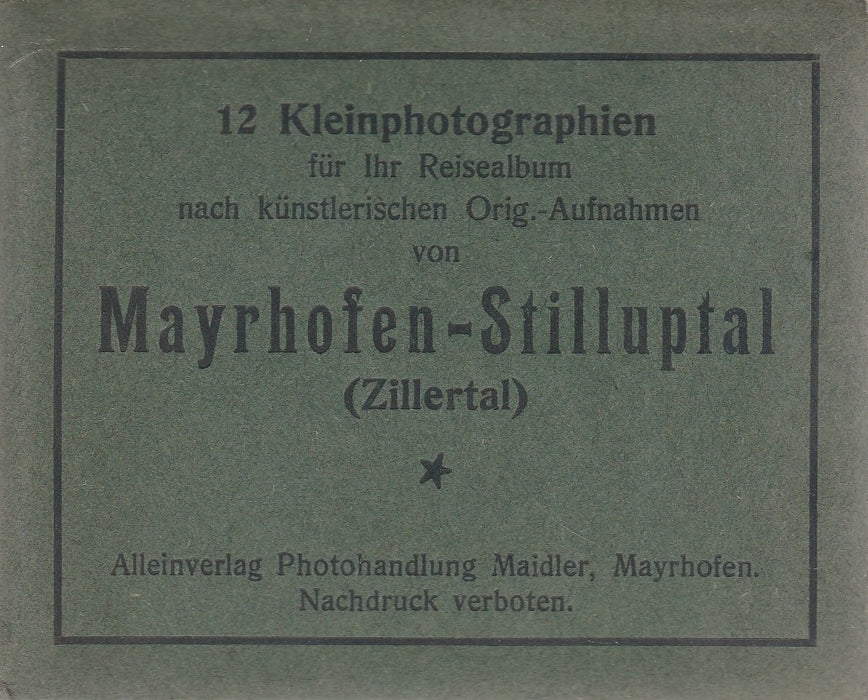 12 Kleinphotographien
für Ihr Reisealbum
nach künstlerischen Orig.-Aufnahmen
von
Mayrhofen-Stilluptal
(Zillertal)
Alleinverlag Photohandlung Maidler, Mayrhofen.
Nachdruck verboten.